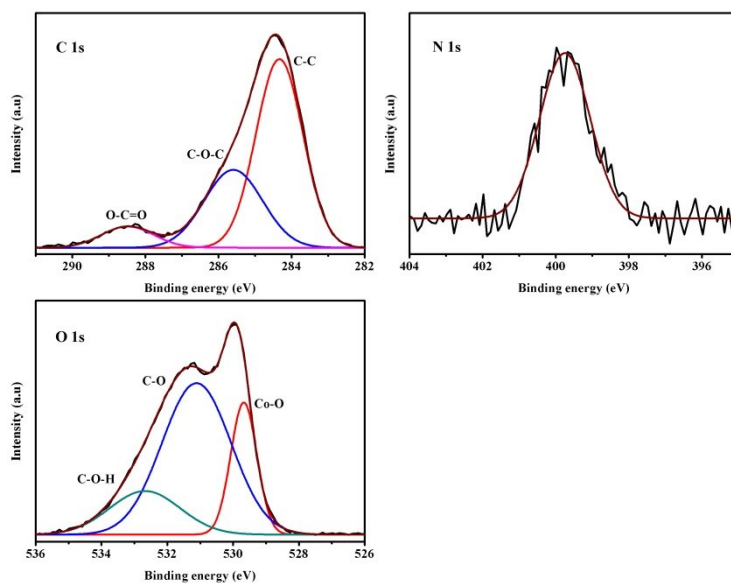 C 1s
C-C
C-O-C
O-C=O
Intensity (a.u)
290 288 286 284 282
Binding energy (eV)
N 1s
Intensity (a.u)
404 402 400 398 396
Binding energy (eV)
O 1s
C-O
Co-O
C-O-H
Intensity (a.u)
536 534 532 530 528 526
Binding energy (eV)